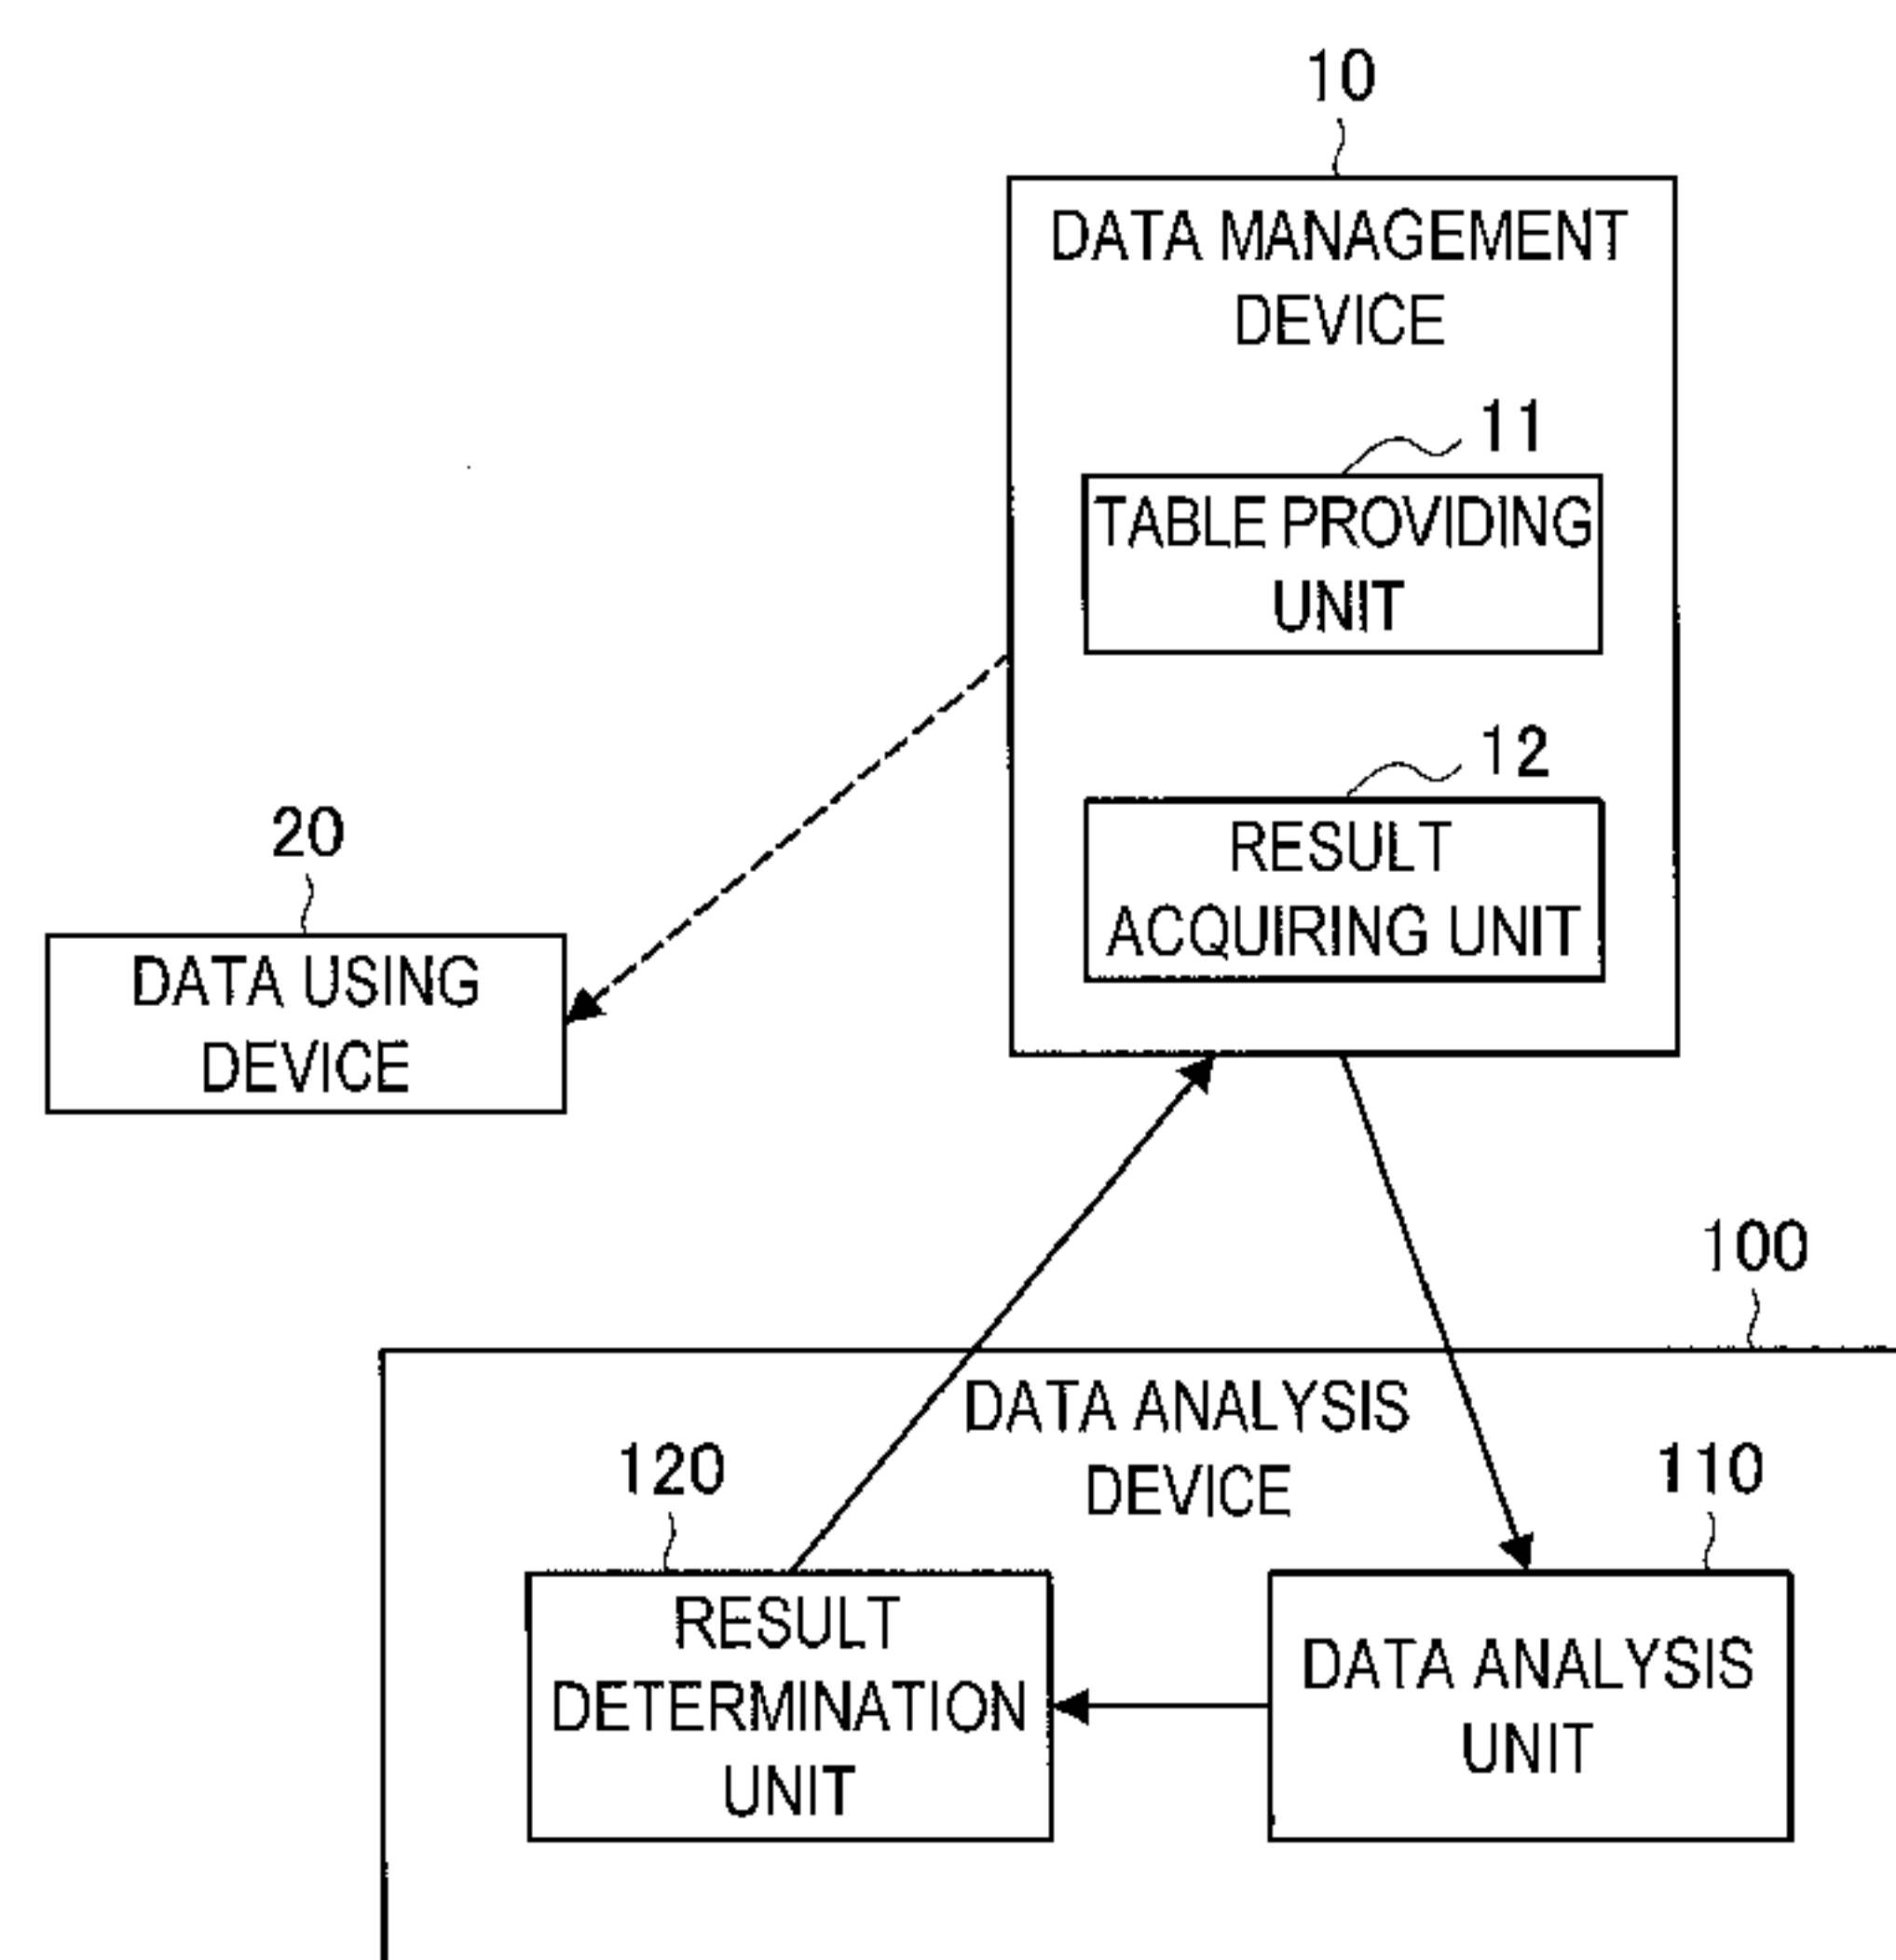 10
DATA MANAGEMENT
DEVICE
11
TABLE PROVIDING
UNIT
12
RESULT
ACQUIRING UNIT
20
DATA USING
DEVICE
100
DATA ANALYSIS
DEVICE
120
RESULT
DETERMINATION
UNIT
110
DATA ANALYSIS
UNIT